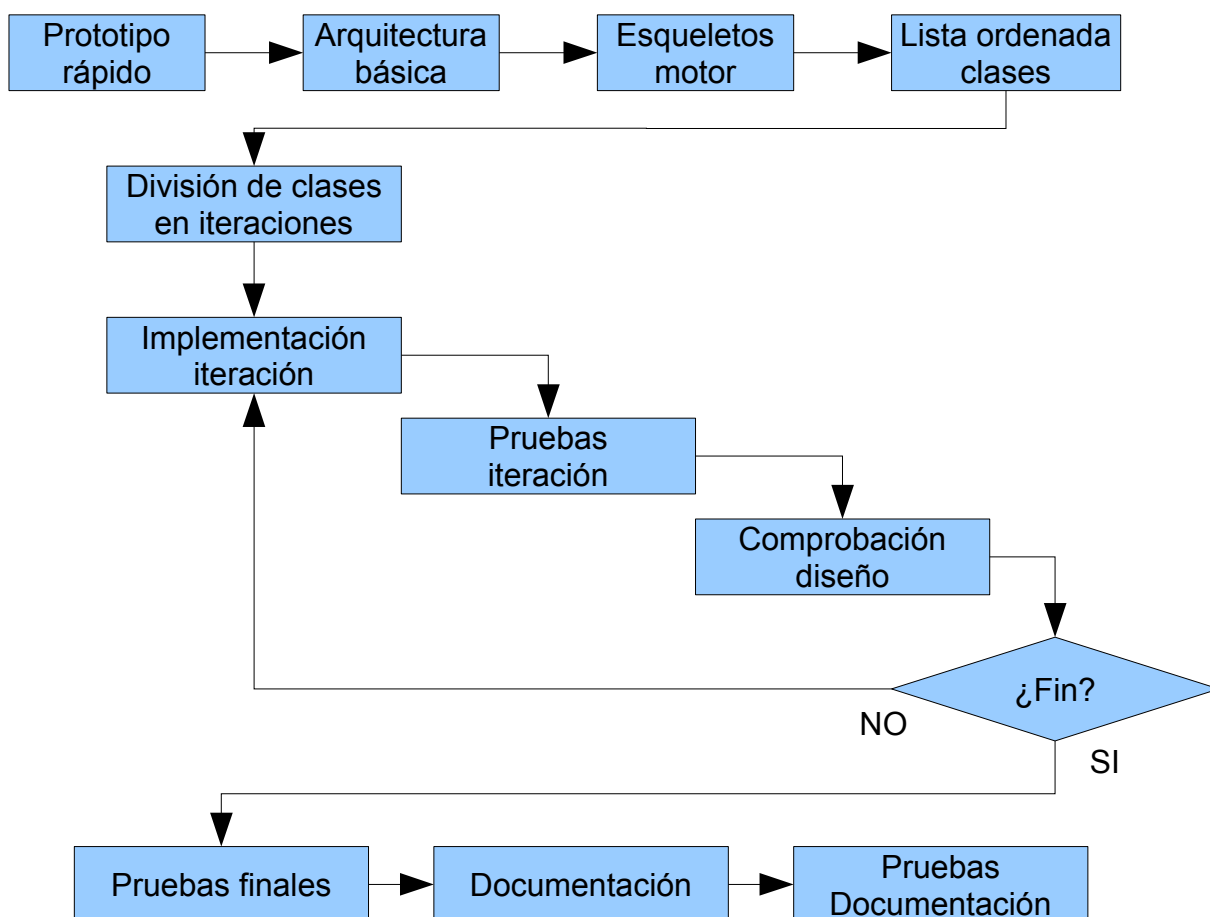 Prototipo
rápido
Arquitectura
básica
Esqueletos
motor
Lista ordenada
clases
División de clases
en iteraciones
Implementación
iteración
Pruebas
iteración
Comprobación
diseño
¿Fin?
NO
SI
Pruebas finales
Documentación
Pruebas
Documentación